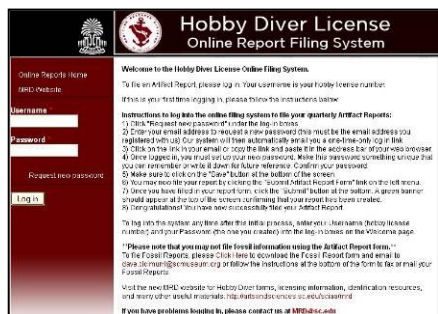 Hobby Diver License
Online Report Filing System
Online Reports Home
MRD Website
Username *
Password *
Request new password
Log in
Welcome to the Hobby Diver License Online Filing System.
To file an Artifact Report, please log in. Your username is your hobby license number.
If this is your first time logging in, please follow the instructions below.
Instructions to log into the online filing system to file your quarterly Artifact Reports:
1) Click "Request new password" under the log-in boxes
2) Enter your email address to request a new password (this must be the email address you
registered with us) Our system will then automatically email you a one-time-only log in link
3) Click on the link in your email or copy the link and paste it in the address bar of your web browser
4) Once logged in, you must set up your new password. Make this password something unique that
you can remember or write it down for future reference. Confirm your password.
5) Make sure to click on the "Save" button at the bottom of the screen
6) You may now file your report by clicking the "Submit Artifact Report Form" link on the left menu.
7) Once you have filled in your report form, click the "Submit" button at the bottom. A green banner
should appear at the top of the screen confirming that your report has been created.
8) Congratulations! You have now successfully filed your Artifact Report
To log into the system any time after this initial process, enter your Username (hobby license
number) and your Password (the one you created) into the log-in boxes on the Welcome page.
**Please note that you may not file fossil information using the Artifact Report form.**
To file Fossil Reports, please Click Here to download the Fossil Report form and email to
@scmuseum.org or follow the instructions at the bottom of the form to fax or mail your
Fossil Reports.
Visit the new MRD website for Hobby Diver forms, licensing information, identification resources,
and many other useful materials: http://artsandsciences.sc.edu/sciaa/mrd
If you have problems logging in, please contact us at MRD@sc.edu